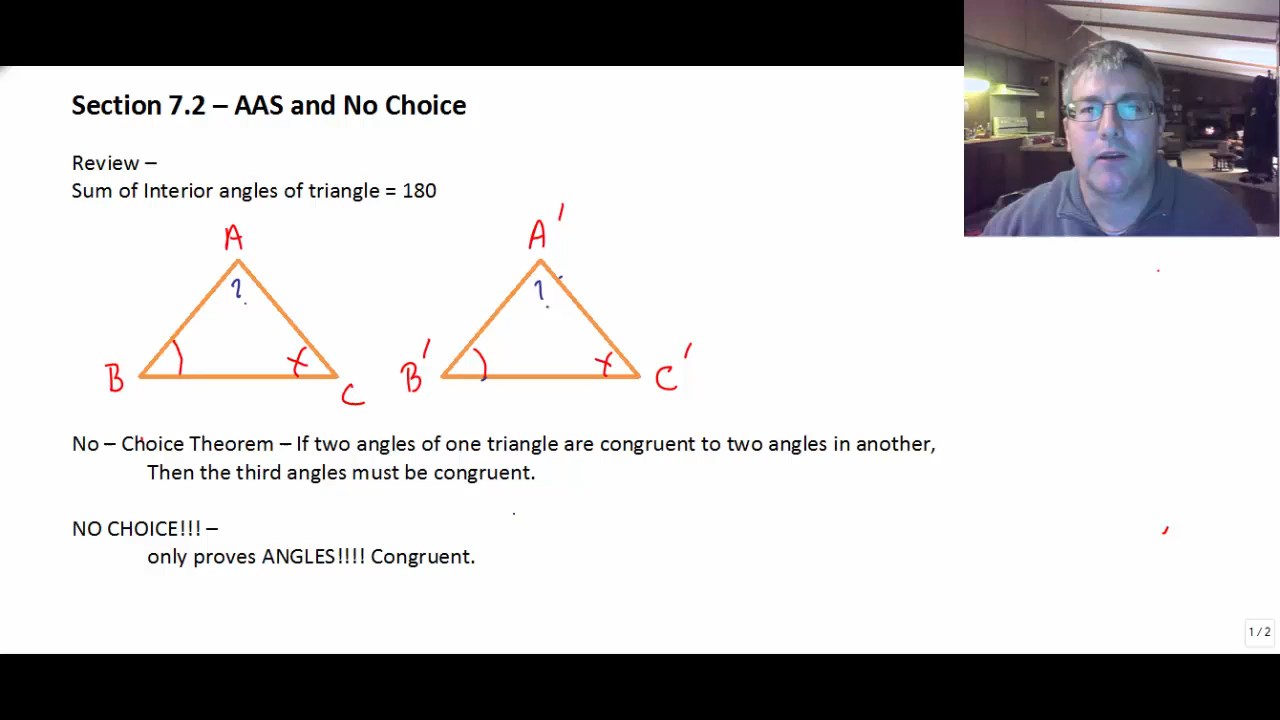 Section 7.2 – AAS and No Choice
Review –
Sum of Interior angles of triangle = 180
A A'
? ?
B C B' C'
No – Choice Theorem – If two angles of one triangle are congruent to two angles in another,
Then the third angles must be congruent.
NO CHOICE!!! –
only proves ANGLES!!!! Congruent.
1 / 2